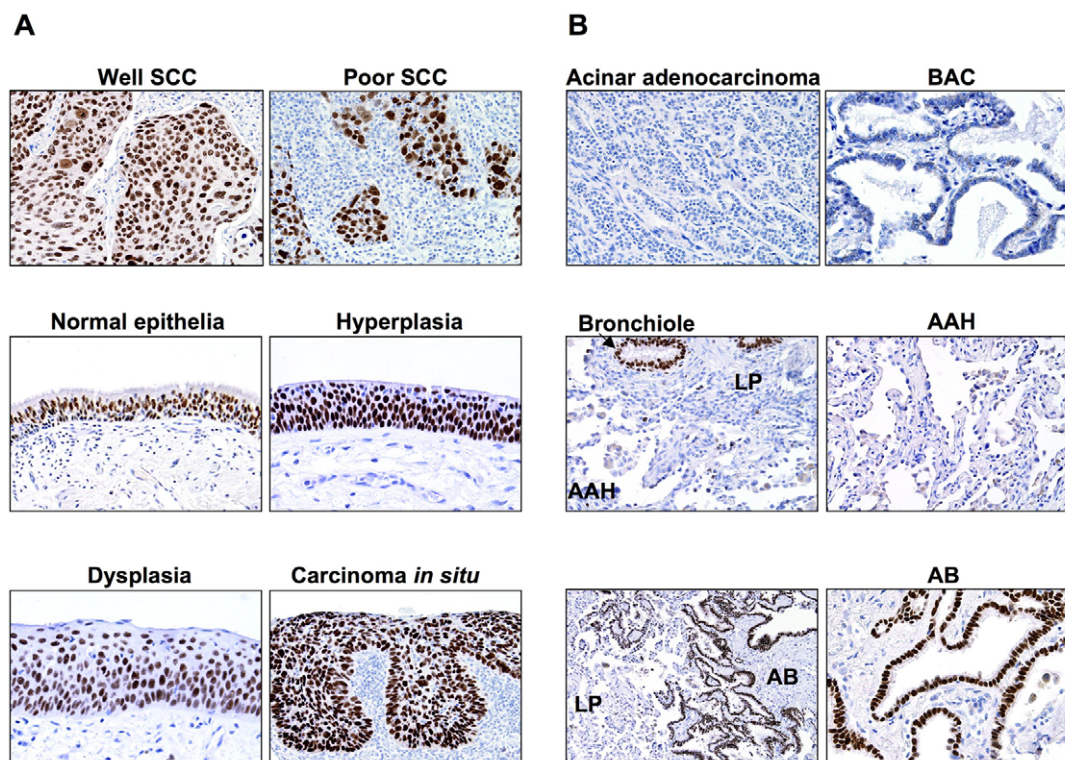 A
B
Well SCC
Poor SCC
Acinar adenocarcinoma
BAC
Normal epithelia
Hyperplasia
Bronchiole
LP
AAH
AAH
Dysplasia
Carcinoma in situ
AB
LP
AB